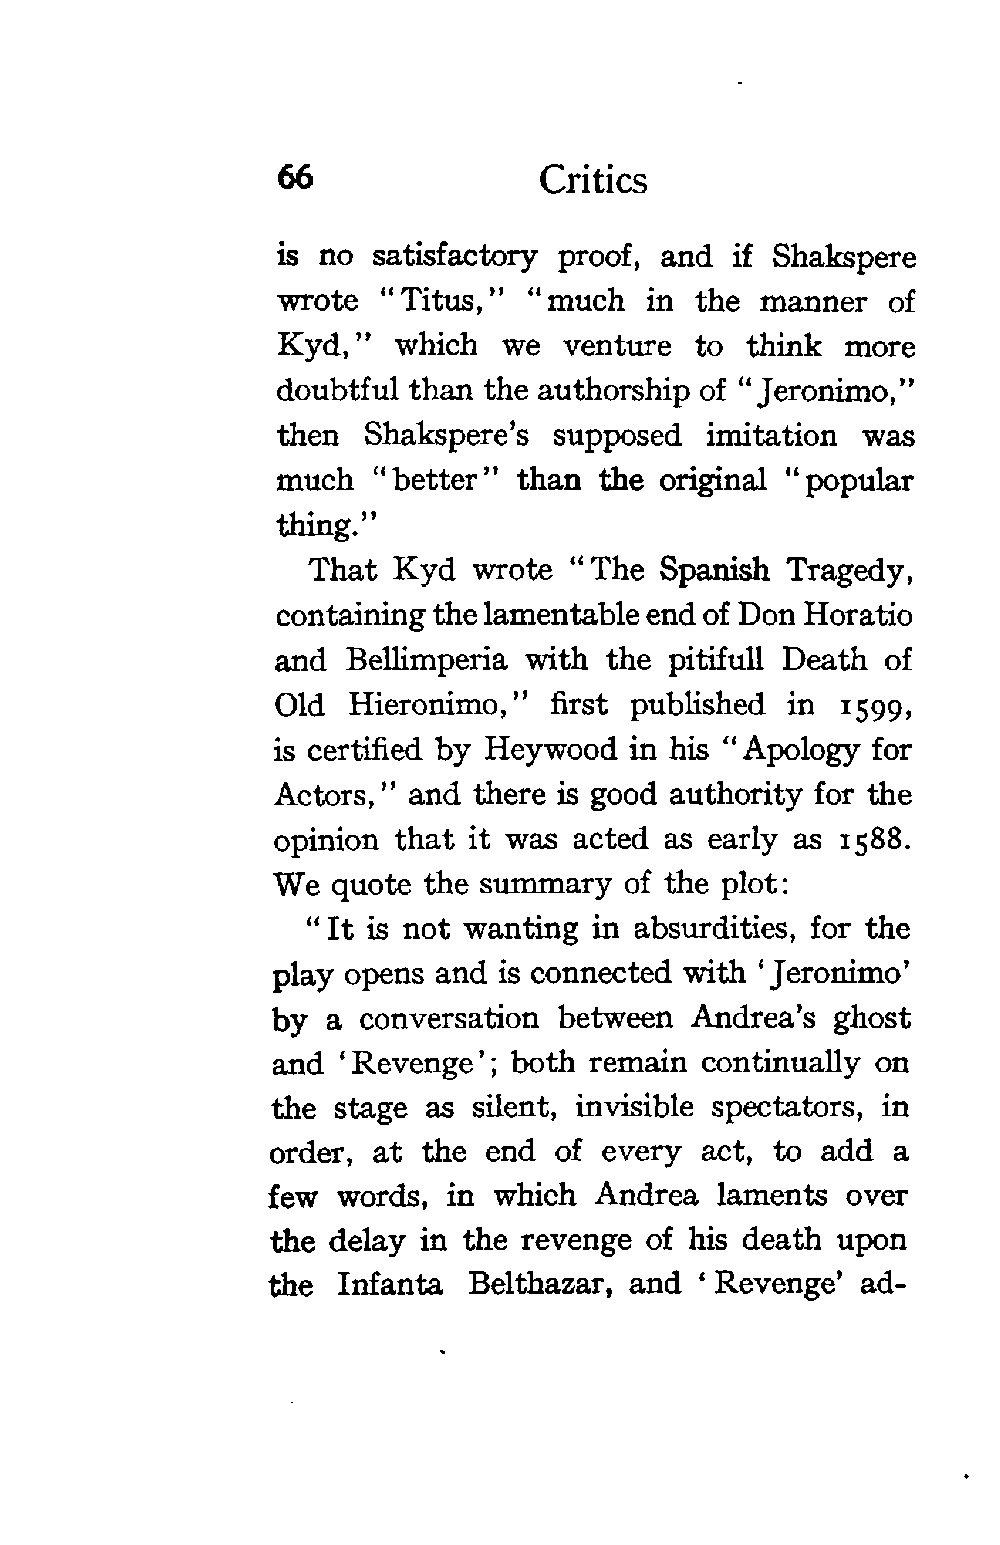 66 Critics
is no satisfactory proof, and if Shakspere
wrote "Titus," "much in the manner of
Kyd," which we venture to think more
doubtful than the authorship of "Jeronimo,"
then Shakspere's supposed imitation was
much "better" than the original "popular
thing."
That Kyd wrote "The Spanish Tragedy,
containing the lamentable end of Don Horatio
and Bellimperia with the pitifull Death of
Old Hieronimo," first published in 1599,
is certified by Heywood in his "Apology for
Actors," and there is good authority for the
opinion that it was acted as early as 1588.
We quote the summary of the plot:
"It is not wanting in absurdities, for the
play opens and is connected with 'Jeronimo'
by a conversation between Andrea's ghost
and 'Revenge'; both remain continually on
the stage as silent, invisible spectators, in
order, at the end of every act, to add a
few words, in which Andrea laments over
the delay in the revenge of his death upon
the Infanta Belthazar, and 'Revenge' ad-